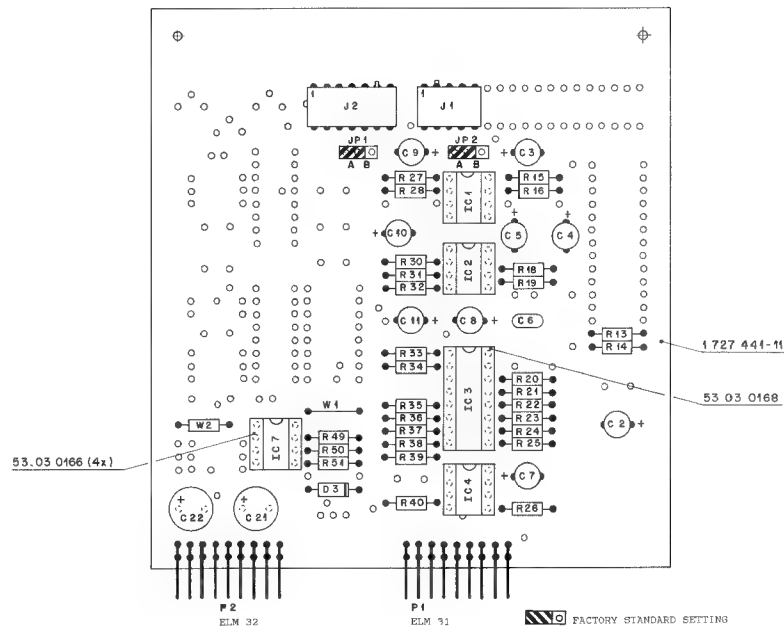 1
J2
1
J1
JP1
A B
C9 +
JP2
A B
+ C3
R27
R28
IC1
R15
R16
+ C10
+ C5
+ C4
R30
R31
R32
IC2
R18
R19
C11 +
C8 +
C6
R13
R14
1 727 441-11
R33
R34
IC3
53 03 0168
R20
R21
R22
R23
R24
R25
W1
R35
R36
R37
R38
R39
C2 +
W2
IC7
R49
R50
R51
53.03 0166 (4x)
D3
IC4
+ C7
R40
R26
+ C22
+ C21
P2
ELM 32
P1
ELM 31
FACTORY STANDARD SETTING